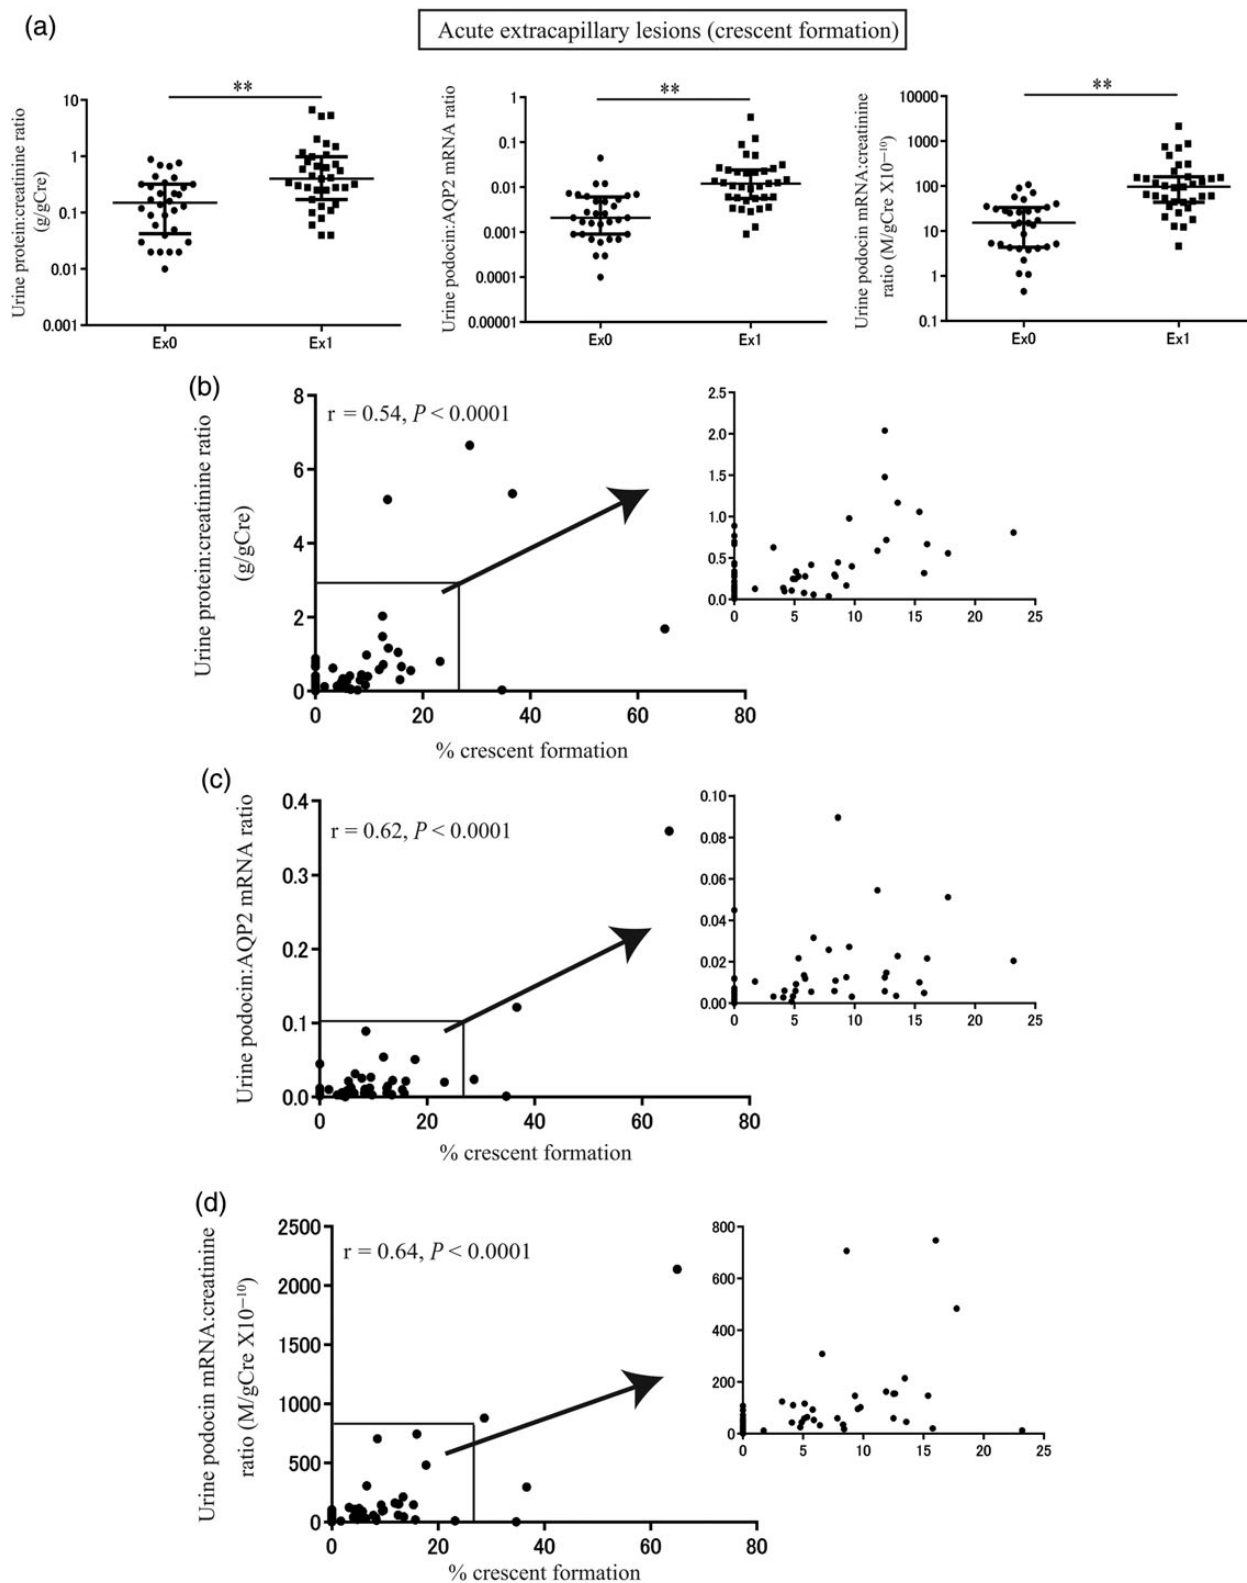 (a)
Acute extracapillary lesions (crescent formation)
Urine protein:creatinine ratio
(g/gCre)
10
1
0.1
0.01
0.001
**
Ex0 Ex1
Urine podocin:AQP2 mRNA ratio
1
0.1
0.01
0.001
0.0001
0.00001
**
Ex0 Ex1
Urine podocin mRNA:creatinine
ratio (M/gCre X10⁻¹⁰)
10000
1000
100
10
1
0.1
**
Ex0 Ex1
(b)
Urine protein:creatinine ratio
(g/gCre)
r = 0.54, P < 0.0001
8
6
4
2
0
0 20 40 60 80
% crescent formation
2.5
2.0
1.5
1.0
0.5
0.0
0 5 10 15 20 25
(c)
Urine podocin:AQP2 mRNA ratio
r = 0.62, P < 0.0001
0.4
0.3
0.2
0.1
0.0
0 20 40 60 80
% crescent formation
0.10
0.08
0.06
0.04
0.02
0.00
0 5 10 15 20 25
(d)
Urine podocin mRNA:creatinine
ratio (M/gCre X10⁻¹⁰)
r = 0.64, P < 0.0001
2500
2000
1500
1000
500
0
0 20 40 60 80
% crescent formation
800
600
400
200
0
0 5 10 15 20 25